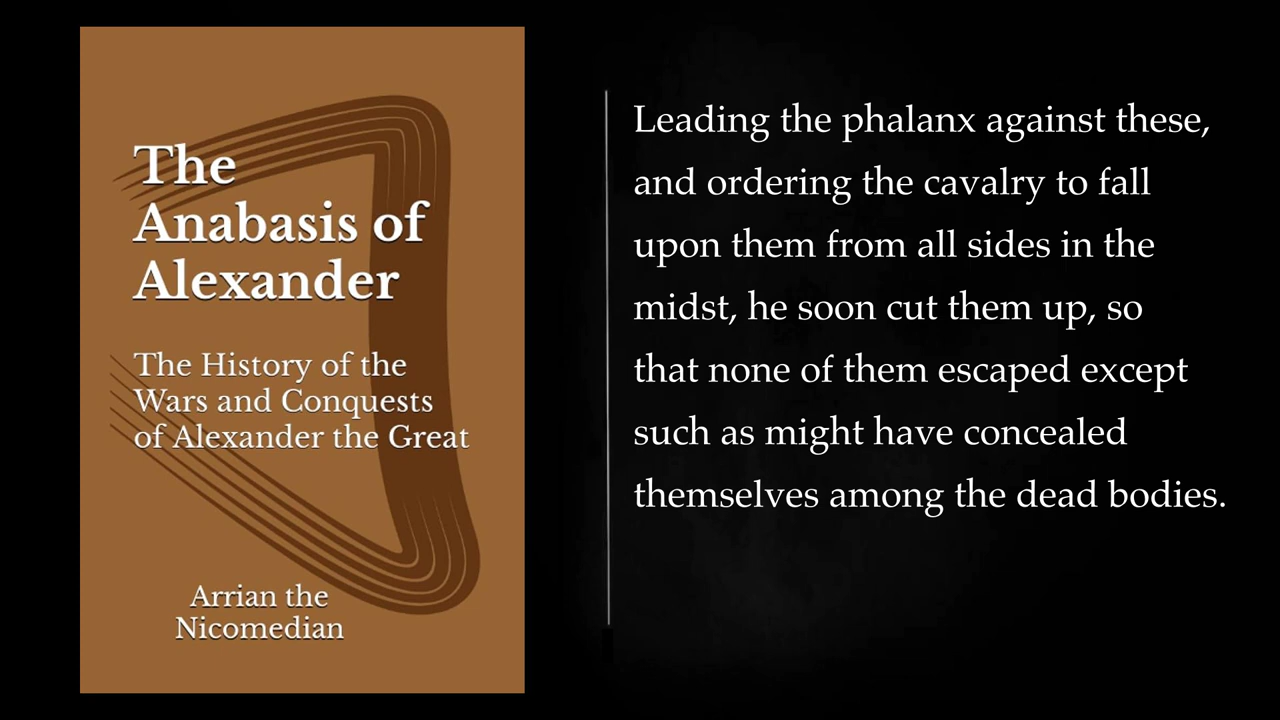 The
Anabasis of
Alexander
The History of the
Wars and Conquests
of Alexander the Great
Arrian the
Nicomedian
Leading the phalanx against these,
and ordering the cavalry to fall
upon them from all sides in the
midst, he soon cut them up, so
that none of them escaped except
such as might have concealed
themselves among the dead bodies.